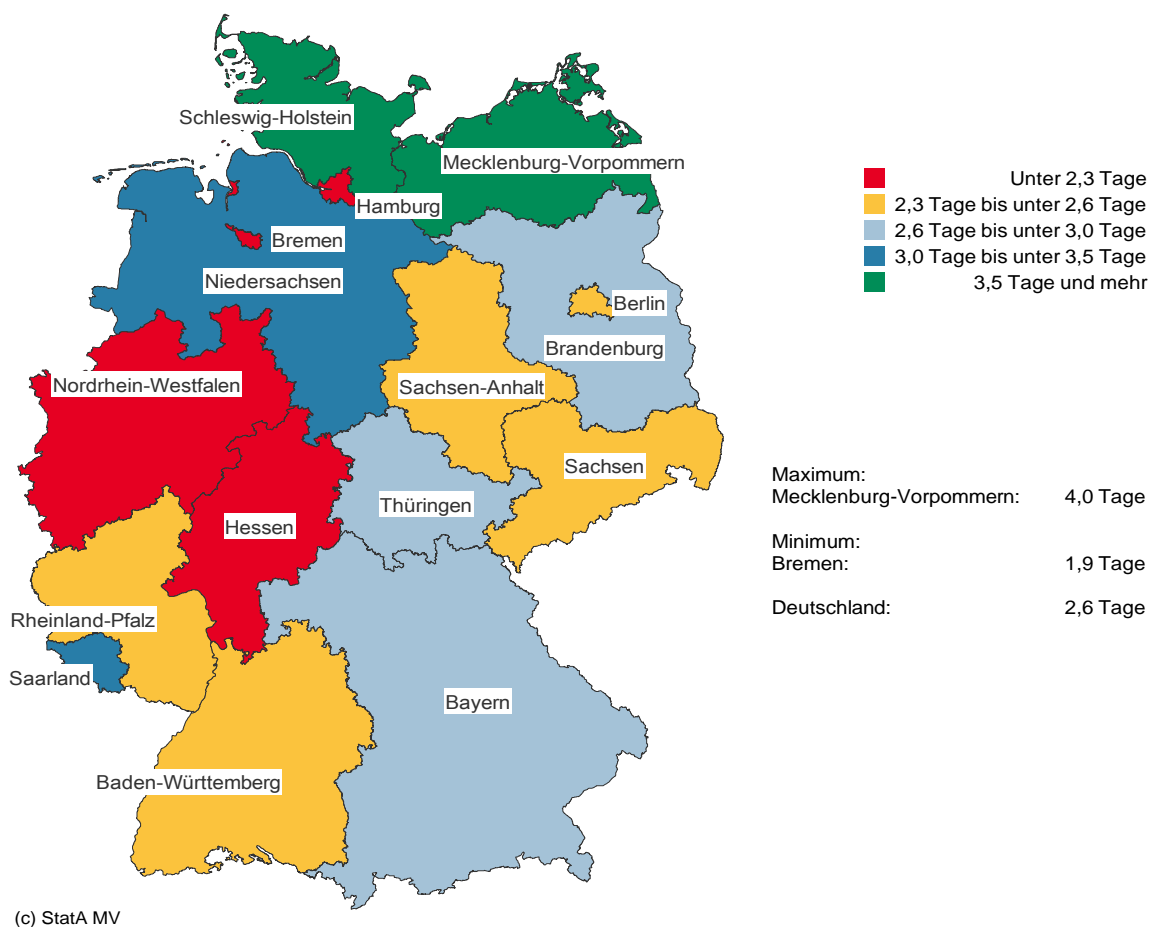 Schleswig-Holstein
Mecklenburg-Vorpommern
Hamburg
Bremen
Niedersachsen
Berlin
Brandenburg
Nordrhein-Westfalen
Sachsen-Anhalt
Sachsen
Thüringen
Hessen
Rheinland-Pfalz
Saarland
Bayern
Baden-Württemberg
Unter 2,3 Tage
2,3 Tage bis unter 2,6 Tage
2,6 Tage bis unter 3,0 Tage
3,0 Tage bis unter 3,5 Tage
3,5 Tage und mehr
Maximum:
Mecklenburg-Vorpommern: 4,0 Tage
Minimum:
Bremen: 1,9 Tage
Deutschland: 2,6 Tage
(c) StatA MV